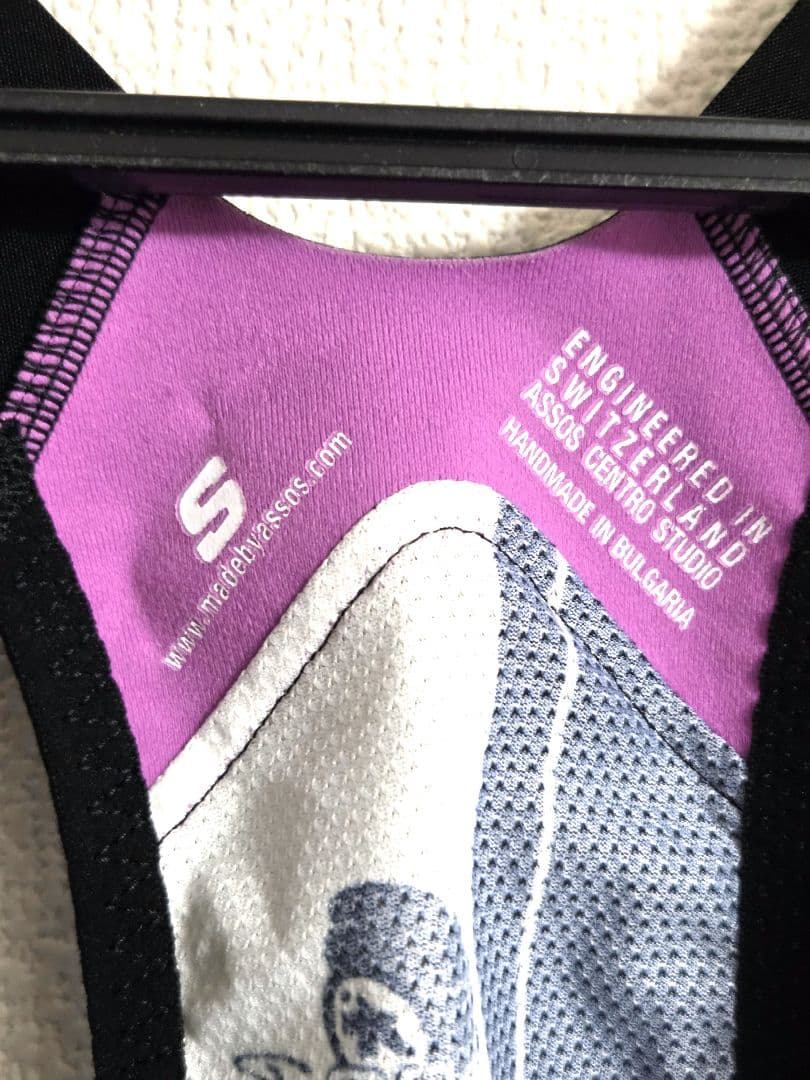 S
www.madebyassos.com
ENGINEERED IN
SWITZERLAND
ASSOS CENTRO STUDIO
HANDMADE IN BULGARIA